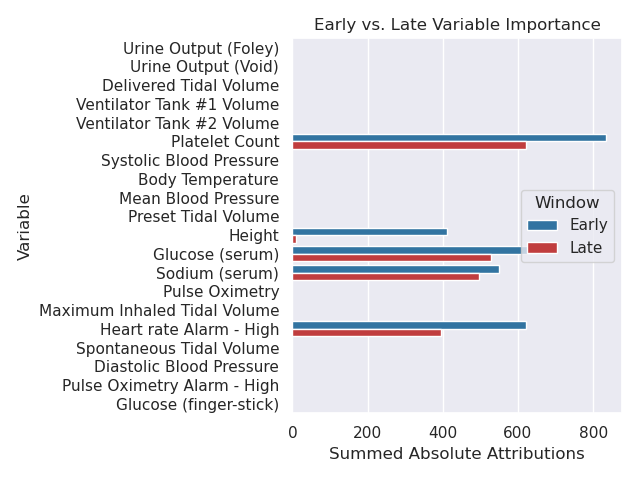 Early vs. Late Variable Importance
Urine Output (Foley)
Urine Output (Void)
Delivered Tidal Volume
Ventilator Tank #1 Volume
Ventilator Tank #2 Volume
Platelet Count
Systolic Blood Pressure
Body Temperature
Mean Blood Pressure
Preset Tidal Volume
Height
Glucose (serum)
Sodium (serum)
Pulse Oximetry
Maximum Inhaled Tidal Volume
Heart rate Alarm - High
Spontaneous Tidal Volume
Diastolic Blood Pressure
Pulse Oximetry Alarm - High
Glucose (finger-stick)
Variable
Window
Early
Late
0 200 400 600 800
Summed Absolute Attributions